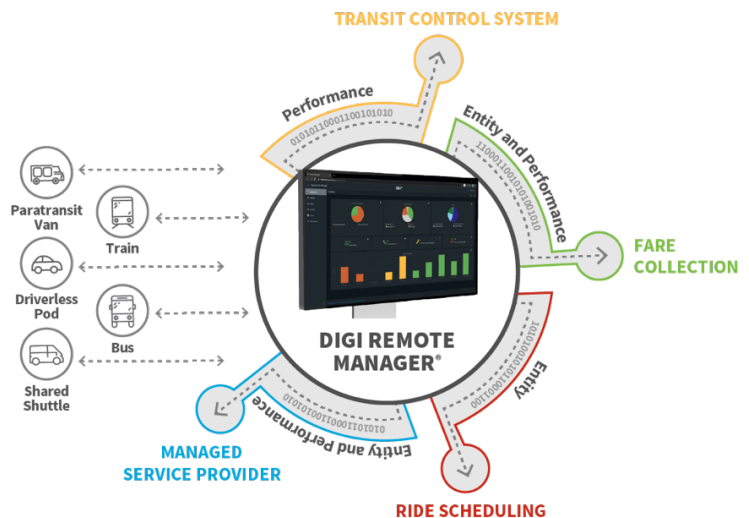 TRANSIT CONTROL SYSTEM
Performance
01010110001100101010
Entity and Performance
FARE
COLLECTION
Paratransit
Van
Train
Driverless
Pod
Bus
Shared
Shuttle
DIGI REMOTE
MANAGER®
Entity
Entity and Performance
MANAGED
SERVICE PROVIDER
RIDE SCHEDULING